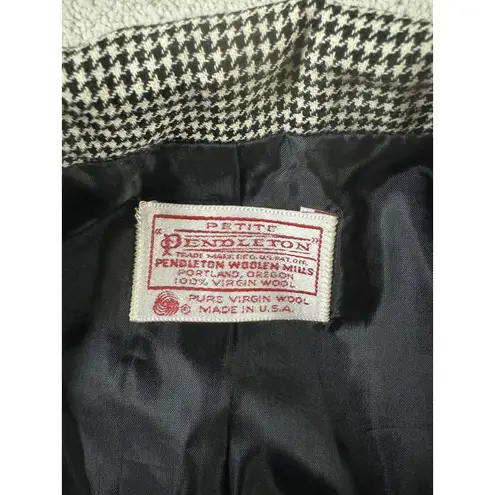 PETITE
"PENDLETON"
TRADE MARK REG. U.S. PAT. OFF.
PENDLETON WOOLEN MILLS
PORTLAND, OREGON
100% VIRGIN WOOL
PURE VIRGIN WOOL
© MADE IN U.S.A.